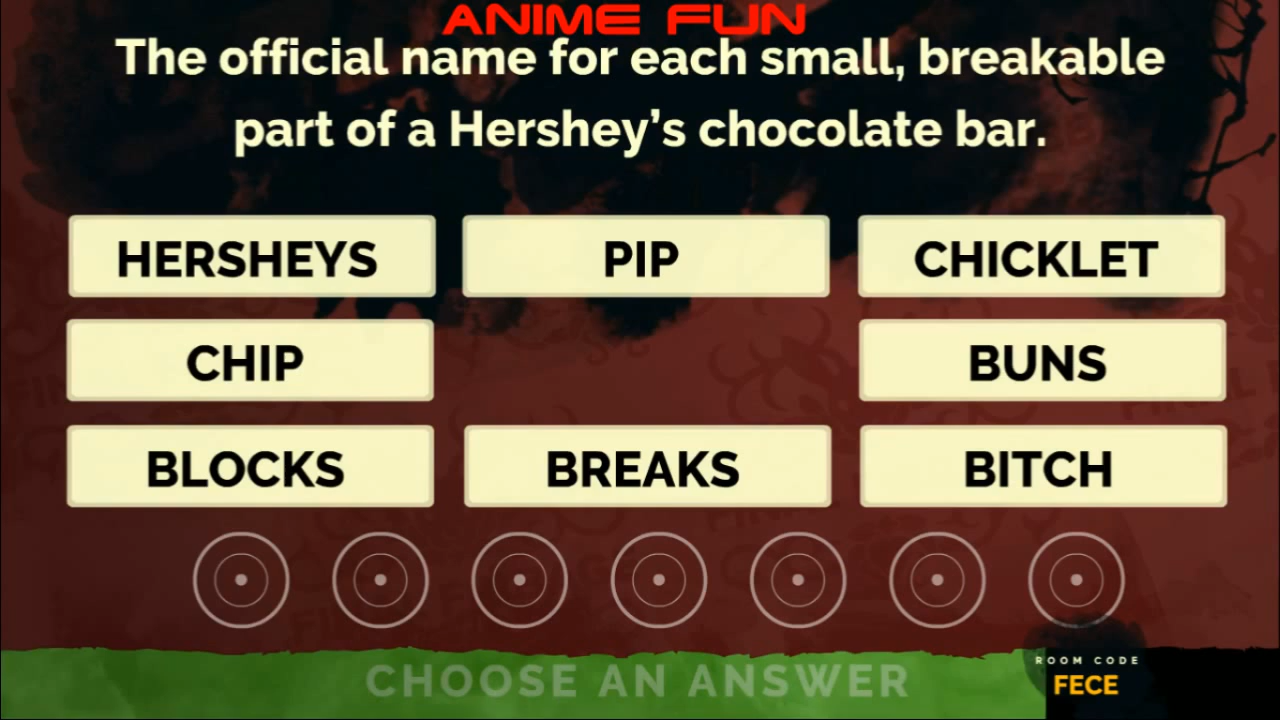 ANIME FUN
The official name for each small, breakable
part of a Hershey's chocolate bar.
HERSHEYS
PIP
CHICKLET
CHIP
BUNS
BLOCKS
BREAKS
BITCH
CHOOSE AN ANSWER
ROOM CODE
FECE